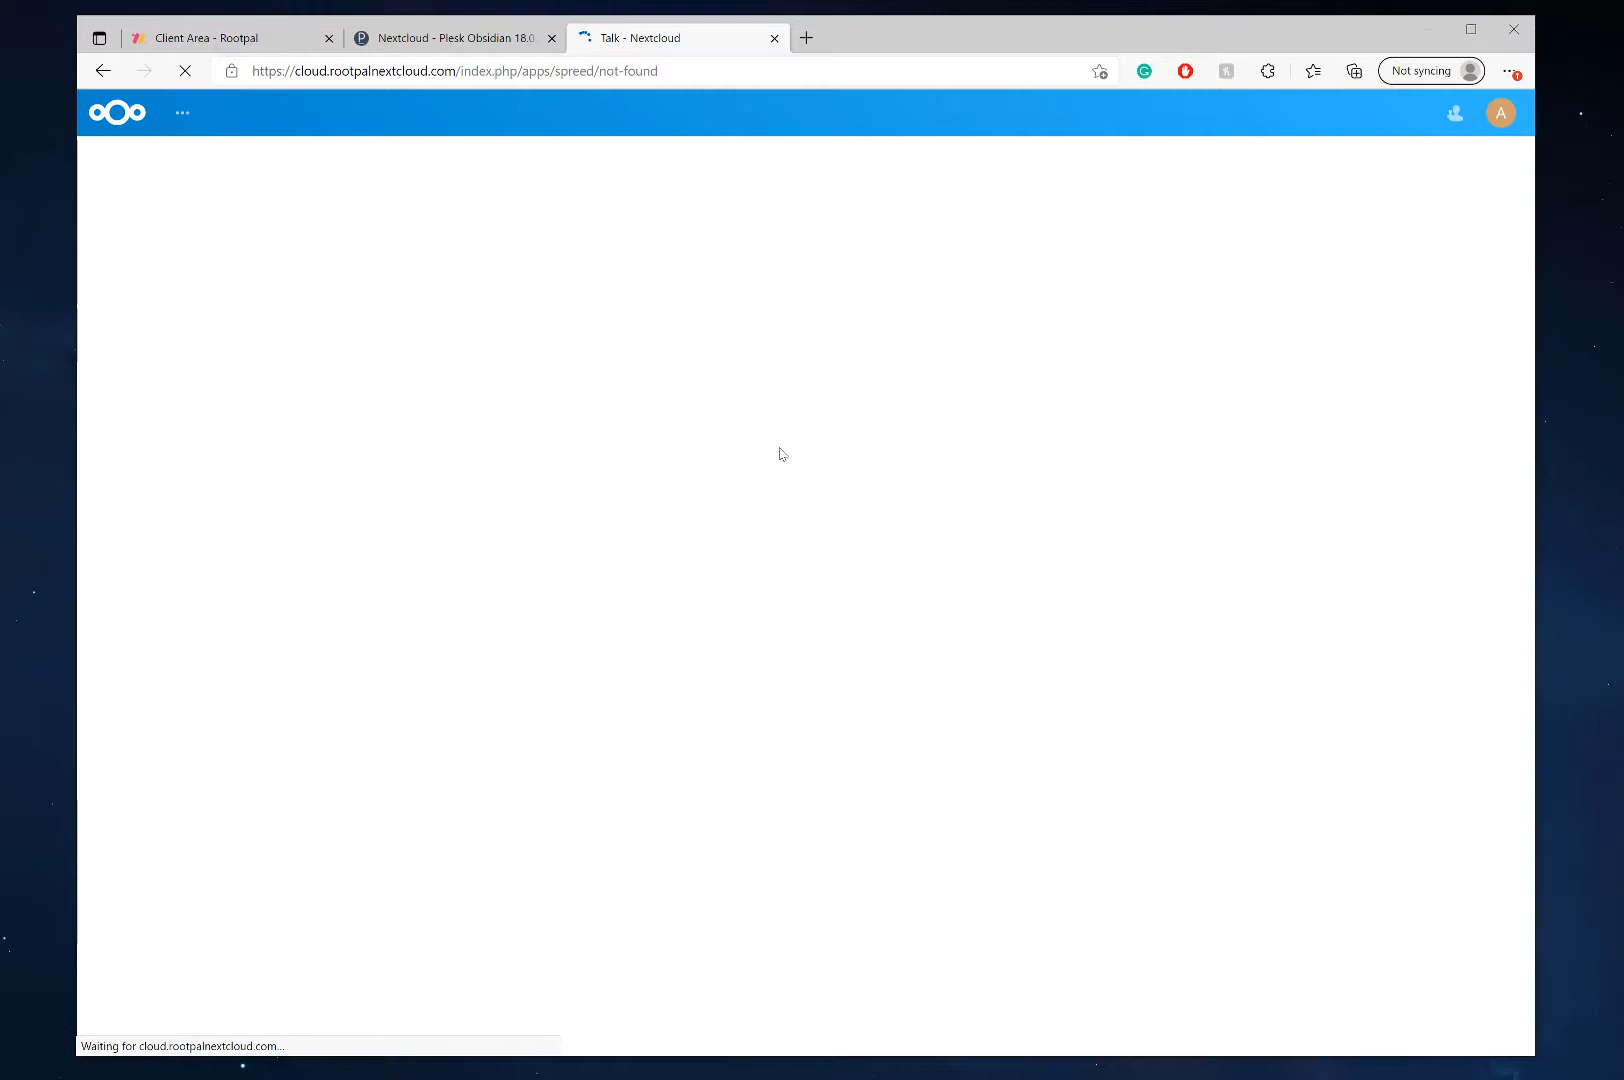 Client Area - Rootpal
Nextcloud - Plesk Obsidian 18.0.
Talk - Nextcloud
https://cloud.rootpalnextcloud.com/index.php/apps/spreed/not-found
Not syncing
A
Waiting for cloud.rootpalnextcloud.com...